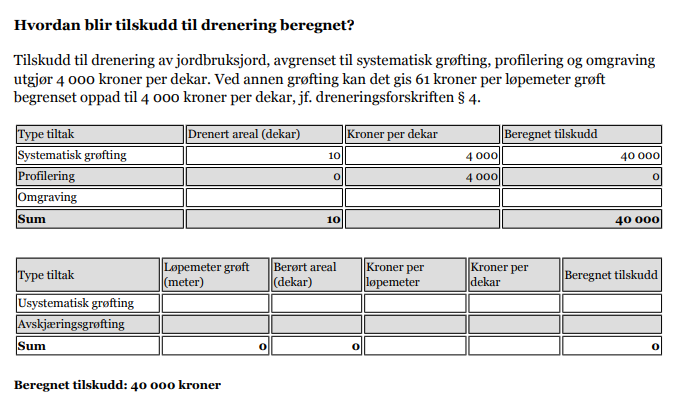 Hvordan blir tilskudd til drenering beregnet?
Tilskudd til drenering av jordbruksjord, avgrenset til systematisk grøfting, profilering og omgraving
utgjør 4 000 kroner per dekar. Ved annen grøfting kan det gis 61 kroner per løpemeter grøft
begrenset oppad til 4 000 kroner per dekar, jf. dreneringsforskriften § 4.
Type tiltak Drenert areal (dekar) Kroner per dekar Beregnet tilskudd
Systematisk grøfting 10 4 000 40 000
Profilering 0 4 000 0
Omgraving
Sum 10 40 000
Type tiltak Løpemeter grøft (meter) Berørt areal (dekar) Kroner per løpemeter Kroner per dekar Beregnet tilskudd
Usystematisk grøfting
Avskjæringsgrøfting
Sum 0 0 0
Beregnet tilskudd: 40 000 kroner